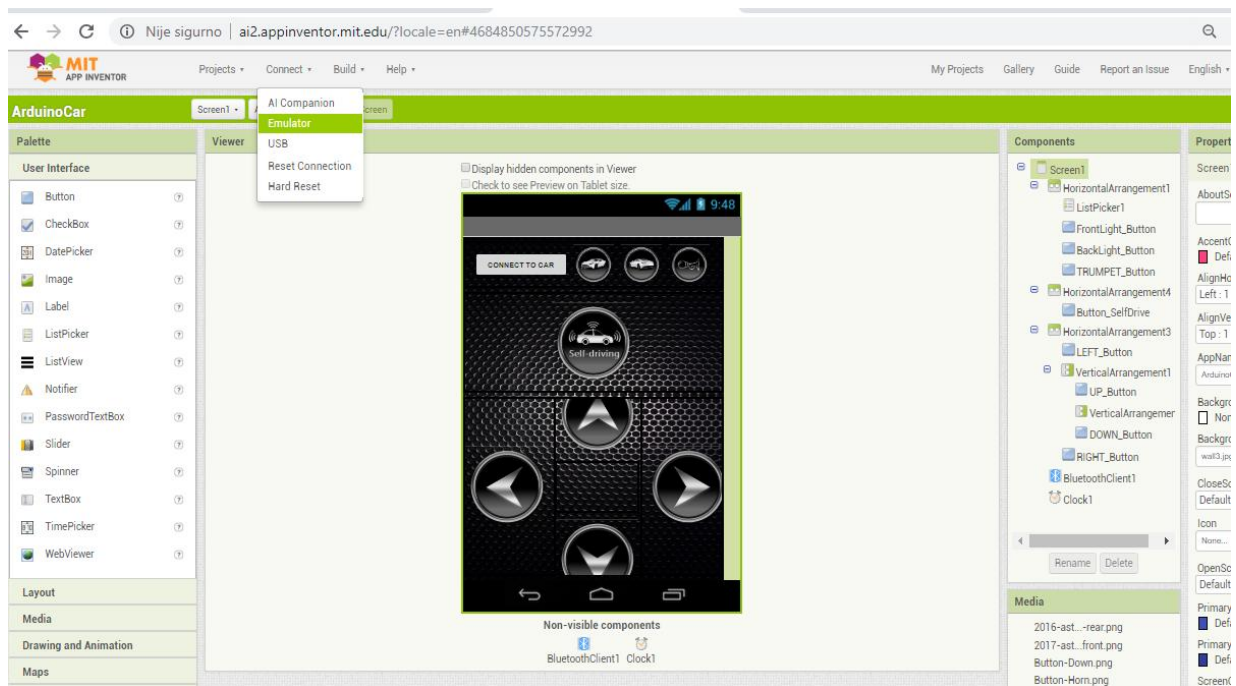 Nije sigurno | ai2.appinventor.mit.edu/?locale=en#4684850575572992
MIT
APP INVENTOR
Projects
Connect
Build
Help
My Projects
Gallery
Guide
Report an Issue
English
ArduinoCar
Screen1
AI Companion
Emulator
USB
Reset Connection
Hard Reset
Palette
User Interface
Button
CheckBox
DatePicker
Image
Label
ListPicker
ListView
Notifier
PasswordTextBox
Slider
Spinner
TextBox
TimePicker
WebViewer
Layout
Media
Drawing and Animation
Maps
Viewer
Display hidden components in Viewer
Check to see Preview on Tablet size.
9:48
CONNECT TO CAR
Self-driving
Non-visible components
BluetoothClient1
Clock1
Components
Screen1
HorizontalArrangement1
ListPicker1
FrontLight_Button
BackLight_Button
TRUMPET_Button
HorizontalArrangement4
Button_SelfDrive
HorizontalArrangement3
LEFT_Button
VerticalArrangement1
UP_Button
VerticalArrangemer
DOWN_Button
RIGHT_Button
BluetoothClient1
Clock1
Rename
Delete
Media
2016-ast...-rear.png
2017-ast...front.png
Button-Down.png
Button-Horn.png
Propert
Screen
AboutSc
AccentC
Defa
AlignHo
Left : 1
AlignVe
Top : 1
AppNam
Arduino
Backgro
Non
Backgro
wall3.jpg
CloseSc
Default
Icon
None...
OpenSc
Default
Primary
Defa
Primary
Defa
ScreenO